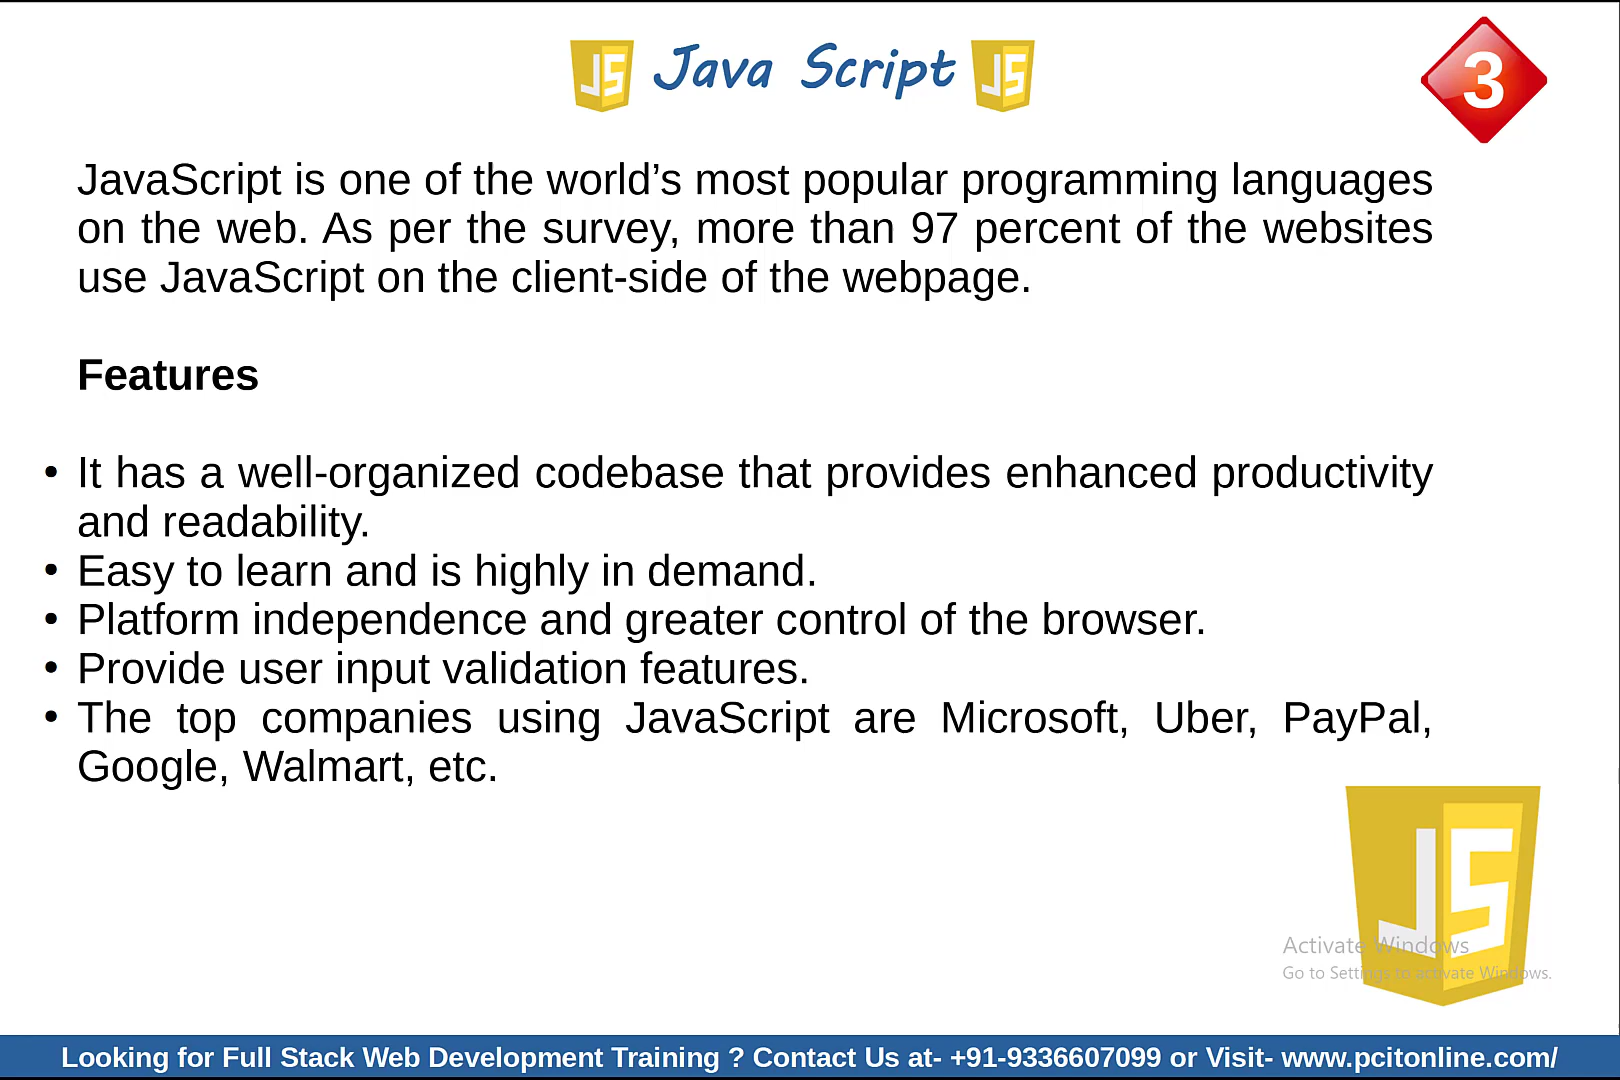 JS Java Script JS
3
JavaScript is one of the world’s most popular programming languages
on the web. As per the survey, more than 97 percent of the websites
use JavaScript on the client-side of the webpage.
Features
• It has a well-organized codebase that provides enhanced productivity
and readability.
• Easy to learn and is highly in demand.
• Platform independence and greater control of the browser.
• Provide user input validation features.
• The top companies using JavaScript are Microsoft, Uber, PayPal,
Google, Walmart, etc.
JS
Activate Windows
Go to Settings to activate Windows.
Looking for Full Stack Web Development Training ? Contact Us at- +91-9336607099 or Visit- www.pcitonline.com/